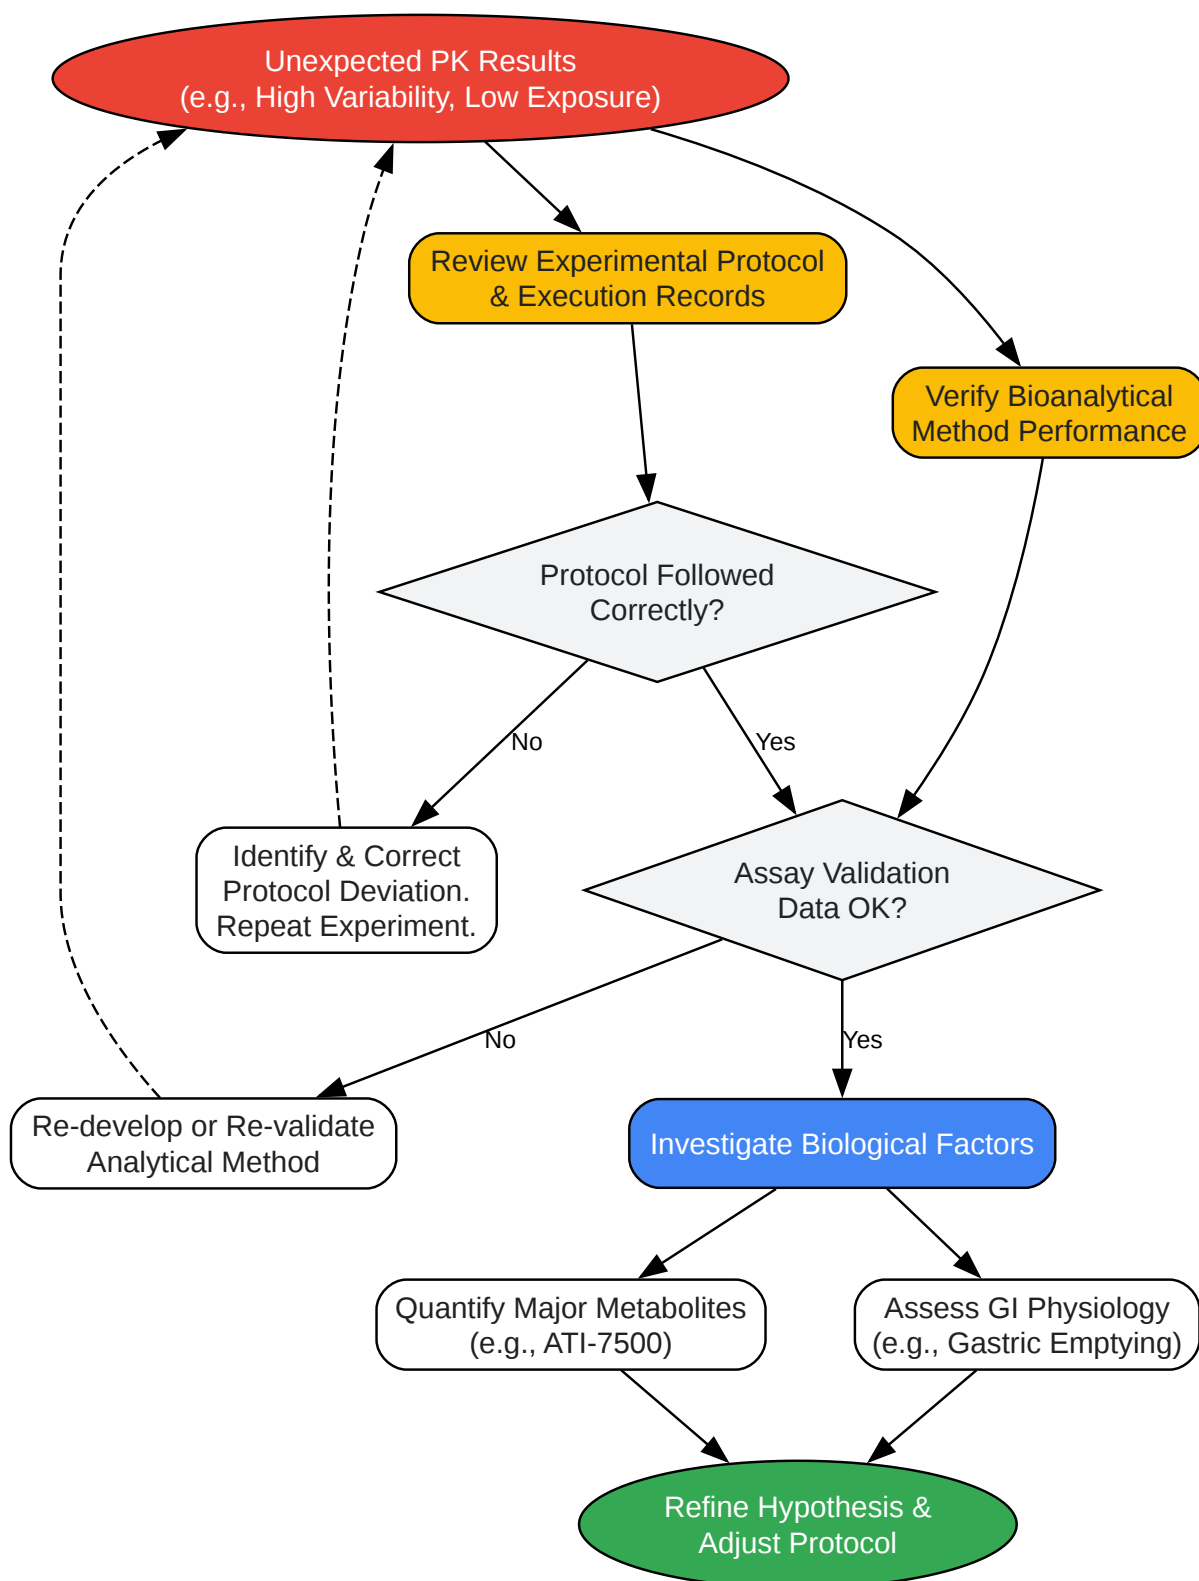 Unexpected PK Results
(e.g., High Variability, Low Exposure)
Review Experimental Protocol
& Execution Records
Verify Bioanalytical
Method Performance
Protocol Followed
Correctly?
No
Yes
Identify & Correct
Protocol Deviation.
Repeat Experiment.
Assay Validation
Data OK?
No
Yes
Re-develop or Re-validate
Analytical Method
Investigate Biological Factors
Quantify Major Metabolites
(e.g., ATI-7500)
Assess GI Physiology
(e.g., Gastric Emptying)
Refine Hypothesis &
Adjust Protocol